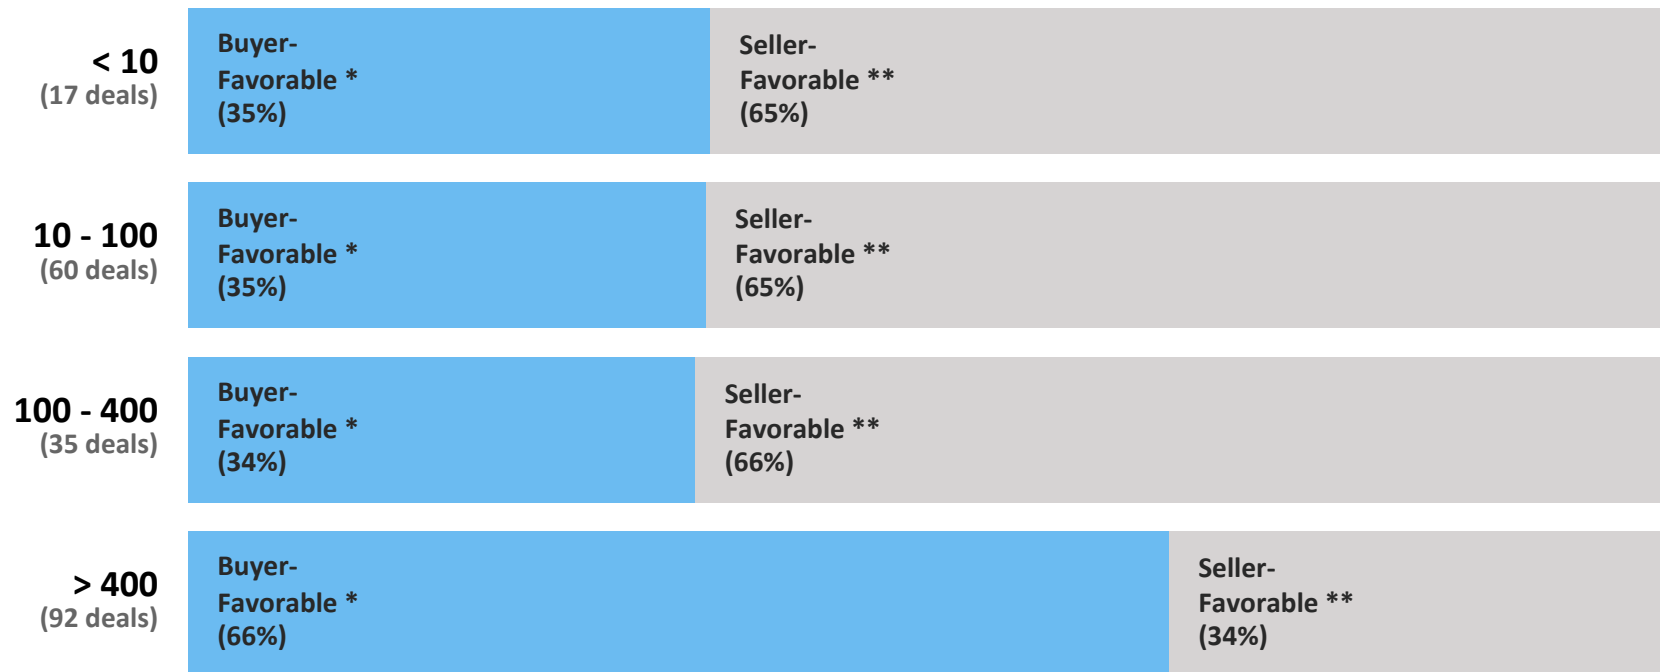 < 10
(17 deals)
Buyer-
Favorable *
(35%)
Seller-
Favorable **
(65%)
10 - 100
(60 deals)
Buyer-
Favorable *
(35%)
Seller-
Favorable **
(65%)
100 - 400
(35 deals)
Buyer-
Favorable *
(34%)
Seller-
Favorable **
(66%)
> 400
(92 deals)
Buyer-
Favorable *
(66%)
Seller-
Favorable **
(34%)